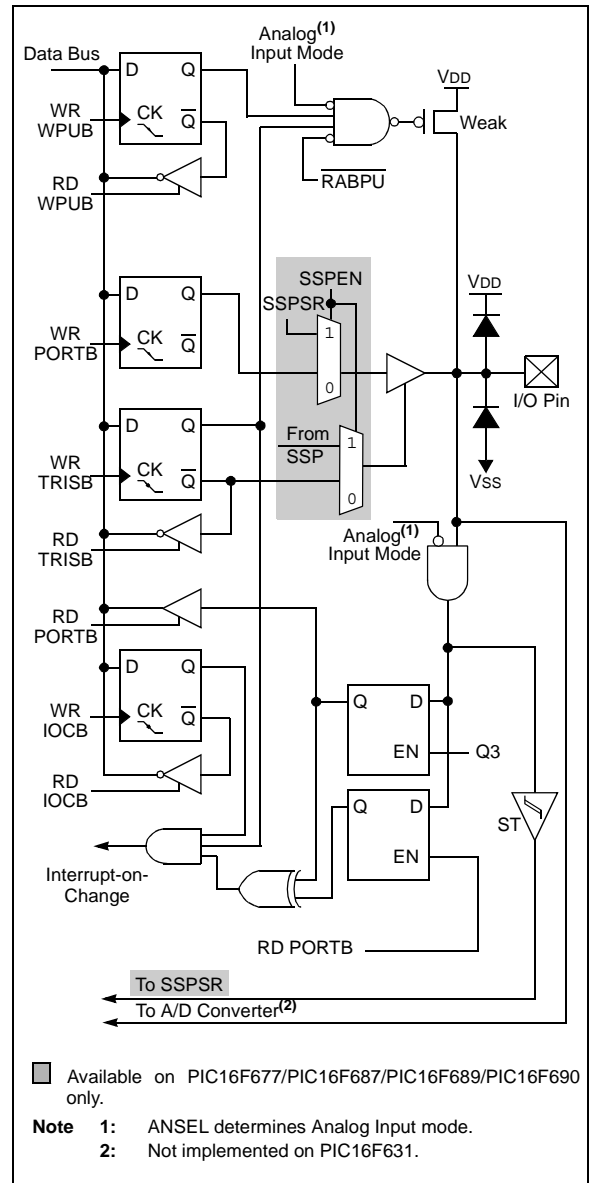 Analog(1)
Input Mode
Data Bus
D Q
VDD
WR
WPUB
CK Q
Weak
RD
WPUB
RABPU
SSPEN
SSPSR
VDD
D Q
1
WR
PORTB
CK Q
0
I/O Pin
D Q
From
SSP
1
WR
TRISB
CK Q
VSS
0
Analog(1)
Input Mode
RD
TRISB
RD
PORTB
D Q
Q D
WR
IOCB
CK Q
EN
Q3
RD
IOCB
Q D
ST
EN
Interrupt-on-
Change
RD PORTB
To SSPSR
To A/D Converter(2)
Available on PIC16F677/PIC16F687/PIC16F689/PIC16F690
only.
Note 1: ANSEL determines Analog Input mode.
2: Not implemented on PIC16F631.